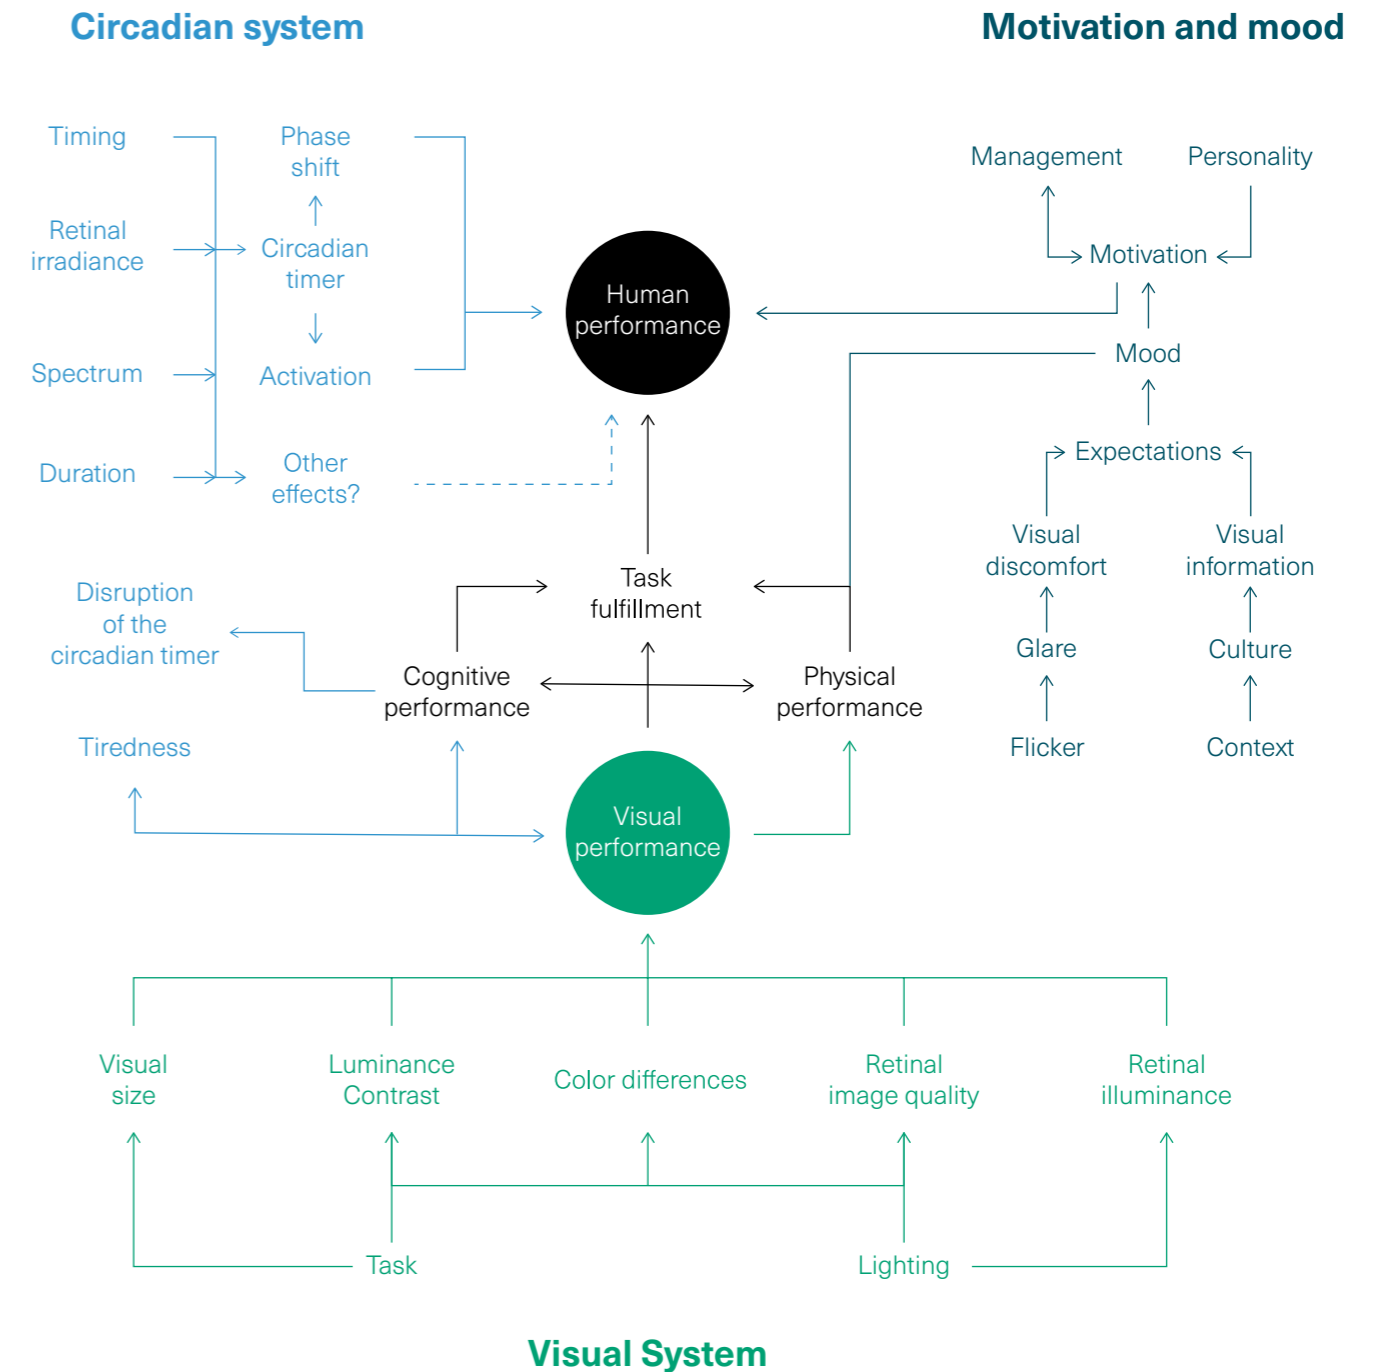 Circadian system
Motivation and mood
Timing
Phase
shift
Retinal
irradiance
Circadian
timer
Spectrum
Activation
Duration
Other
effects?
Human
performance
Management
Personality
Motivation
Mood
Expectations
Visual
discomfort
Visual
information
Glare
Culture
Flicker
Context
Disruption
of the
circadian timer
Tiredness
Task
fulfillment
Cognitive
performance
Physical
performance
Visual
performance
Visual
size
Luminance
Contrast
Color differences
Retinal
image quality
Retinal
illuminance
Task
Lighting
Visual System